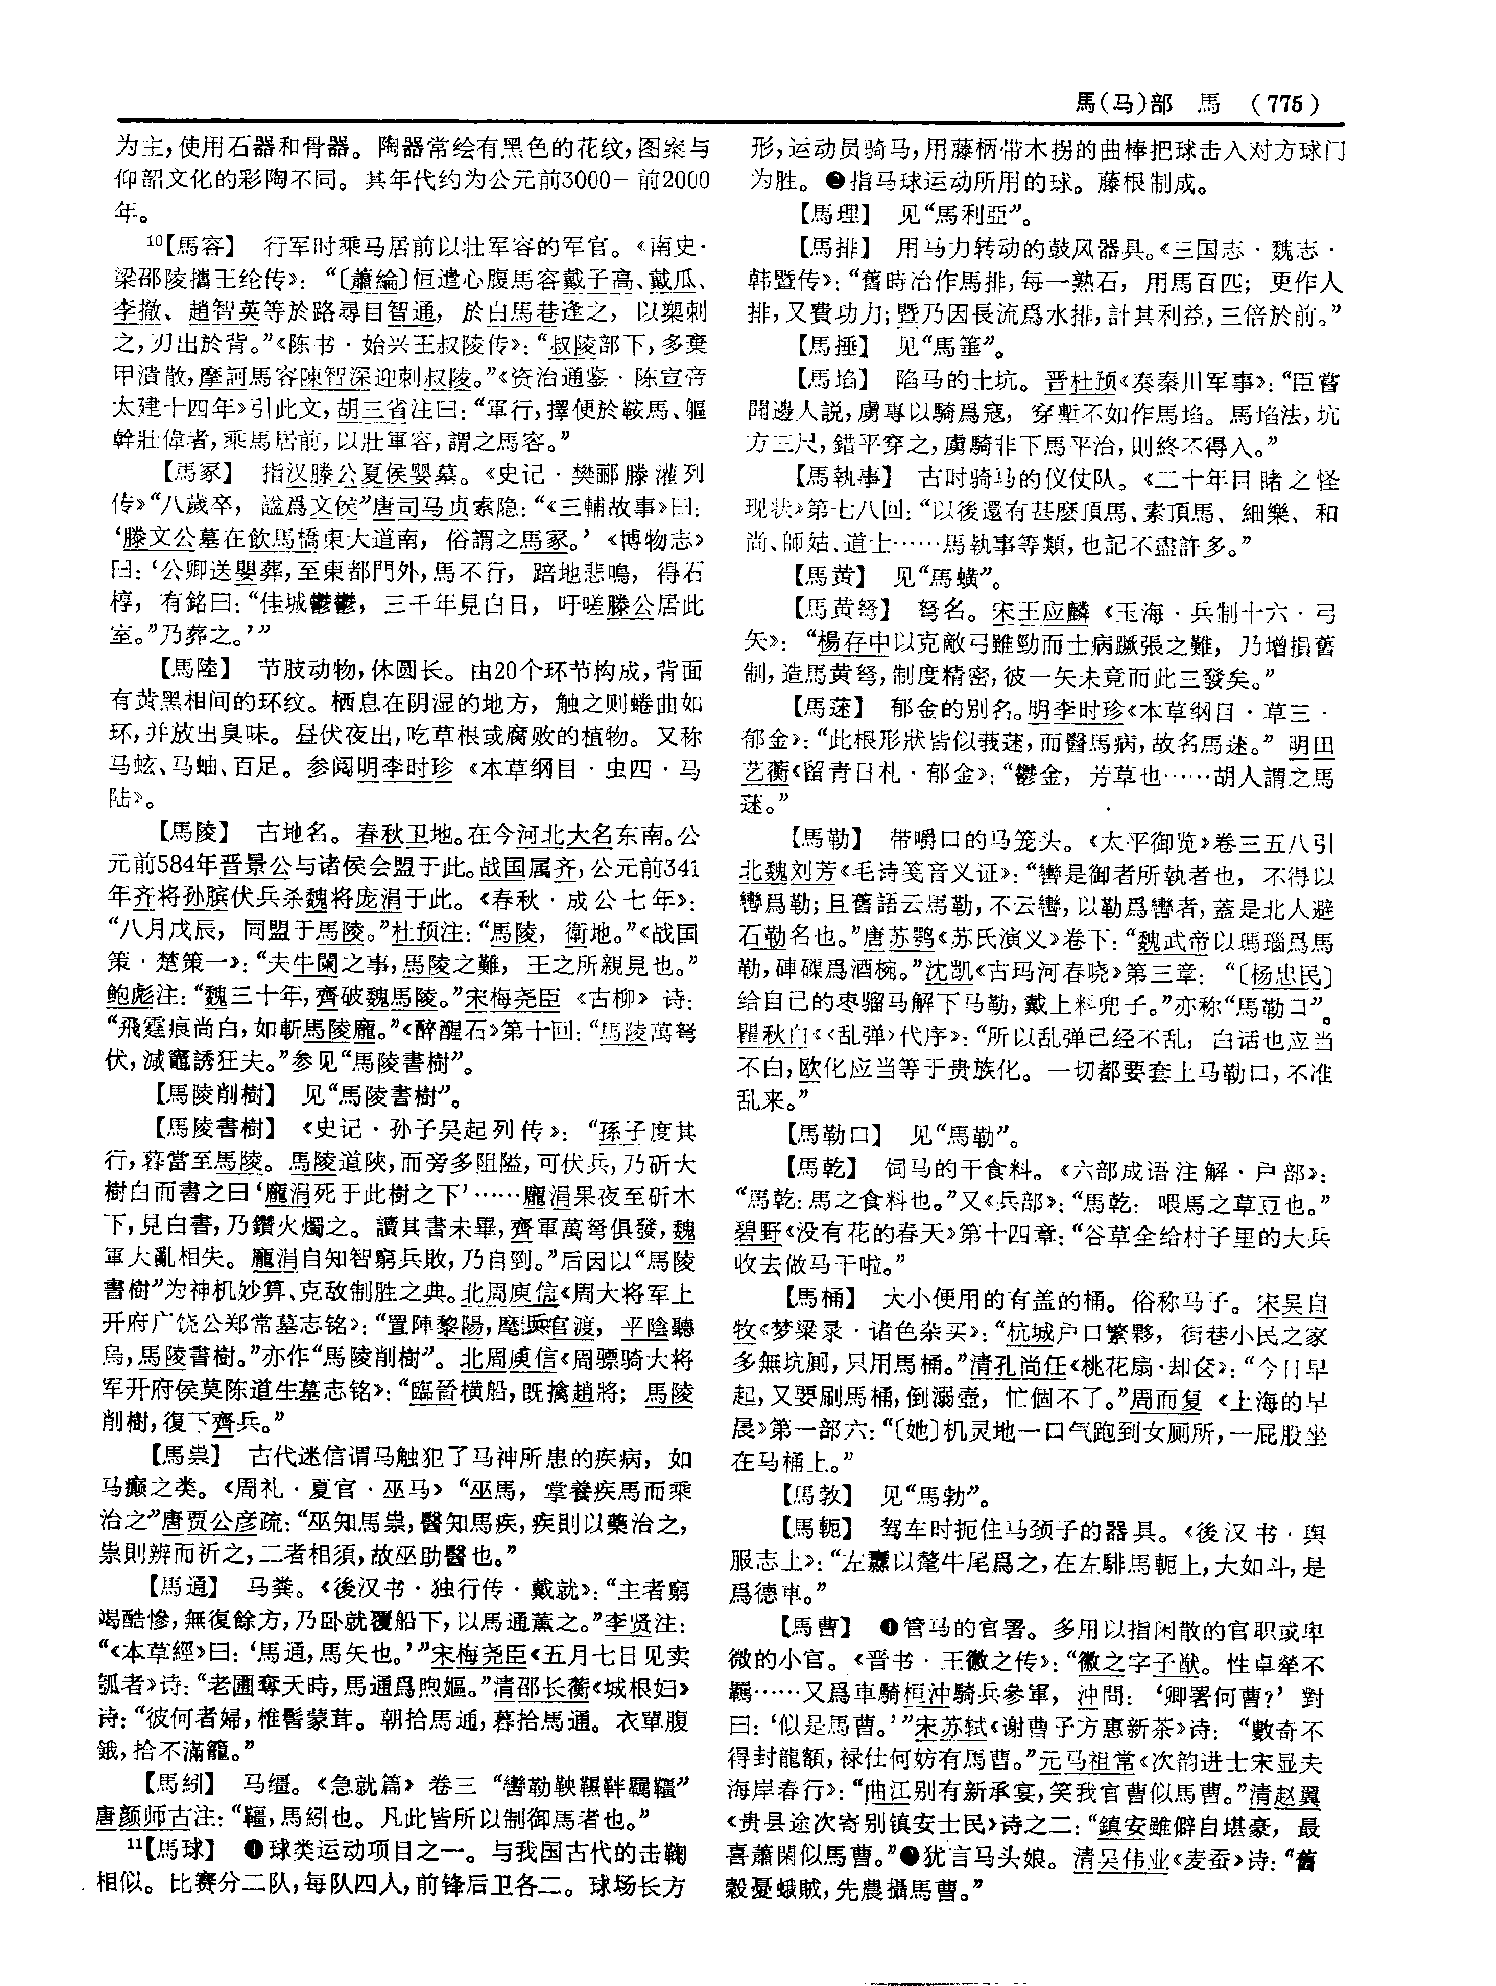 馬(马)部　馬　(775)
为主,使用石器和骨器。陶器常绘有黑色的花纹,图案与
仰韶文化的彩陶不同。其年代约为公元前3000—前2000
年。
10【馬容】　行军时乘马居前以壮军容的军官。《南史·
梁邵陵攜王纶传》：“〔蕭綸〕恒遣心腹馬容戴子高、戴瓜、
李撤、趙智英等於路尋目智通，於白馬巷逢之，以槊刺
之,刃出於背。”《陈书·始兴王叔陵传》：“叔陵部下,多棄
甲潰散,摩訶馬容陳智深迎刺叔陵。”《资治通鉴·陈宣帝
太建十四年》引此文,胡三省注曰：“軍行,擇便於鞍馬、軀
幹壯偉者,乘馬居前,以壯軍容,謂之馬容。”
【馬冢】　指汉滕公夏侯婴墓。《史记·樊郦滕灌列
传》“八歲卒，諡爲文侯”唐司马贞索隐：“《三輔故事》曰：
‘滕文公墓在飲馬橋東大道南，俗謂之馬冢。’《博物志》
曰：‘公卿送嬰葬,至東都門外,馬不行，踣地悲鳴，得石
椁，有銘曰：“佳城鬱鬱，三千年見白日，吁嗟滕公居此
室。”乃葬之。’”
【馬陸】　节肢动物,体圆长。由20个环节构成,背面
有黄黑相间的环纹。栖息在阴湿的地方，触之则蜷曲如
环,并放出臭味。昼伏夜出,吃草根或腐败的植物。又称
马蚿、马蚰、百足。参阅明李时珍《本草纲目·虫四·马
陆》。
【馬陵】　古地名。春秋卫地。在今河北大名东南。公
元前584年晋景公与诸侯会盟于此。战国属齐,公元前341
年齐将孙膑伏兵杀魏将庞涓于此。《春秋·成公七年》：
“八月戊辰，同盟于馬陵。”杜预注：“馬陵，衛地。”《战国
策·楚策一》：“夫牛闌之事,馬陵之難，王之所親見也。”
鲍彪注：“魏三十年,齊破魏馬陵。”宋梅尧臣《古柳》诗：
“飛霆痕尚白,如斬馬陵龐。”《醉醒石》第十回：“馬陵萬弩
伏,減竈誘狂夫。”参见“馬陵書樹”。
【馬陵削樹】　见“馬陵書樹”。
【馬陵書樹】　《史记·孙子吴起列传》：“孫子度其
行,暮當至馬陵。馬陵道陜,而旁多阻隘,可伏兵,乃斫大
樹白而書之曰‘龐涓死于此樹之下’……龐涓果夜至斫木
下,見白書,乃鑽火燭之。讀其書未畢,齊軍萬弩俱發,魏
軍大亂相失。龐涓自知智窮兵敗,乃自剄。”后因以“馬陵
書樹”为神机妙算、克敌制胜之典。北周庾信《周大将军上
开府广饶公郑常墓志铭》：“置陣黎陽,麾兵官渡，平陰聽
烏,馬陵書樹。”亦作“馬陵削樹”。北周庾信《周骠骑大将
军开府侯莫陈道生墓志铭》：“臨晉横船,既擒趙將；馬陵
削樹,復下齊兵。”
【馬祟】　古代迷信谓马触犯了马神所患的疾病，如
马癫之类。《周礼·夏官·巫马》“巫馬，掌養疾馬而乘
治之”唐贾公彦疏：“巫知馬祟,醫知馬疾,疾則以藥治之,
祟則辨而祈之,二者相須,故巫助醫也。”
【馬通】　马粪。《後汉书·独行传·戴就》：“主者窮
竭酷慘,無復餘方,乃卧就覆船下,以馬通薰之。”李贤注：
“《本草經》曰：‘馬通,馬矢也。’”宋梅尧臣《五月七日见卖
瓠者》诗：“老圃奪天時,馬通爲煦嫗。”清邵长蘅《城根妇》
诗：“彼何者婦,椎髻蒙茸。朝拾馬通,暮拾馬通。衣單腹
餓,拾不滿籠。”
【馬紖】　马缰。《急就篇》卷三“轡勒鞅韅靽羈韁”
唐颜师古注：“韁,馬紖也。凡此皆所以制御馬者也。”
11【馬球】　❶球类运动项目之一。与我国古代的击鞠
相似。比赛分二队,每队四人,前锋后卫各二。球场长方
形,运动员骑马,用藤柄带木拐的曲棒把球击入对方球门
为胜。❷指马球运动所用的球。藤根制成。
【馬理】　见“馬利亞”。
【馬排】　用马力转动的鼓风器具。《三国志·魏志·
韩暨传》：“舊時冶作馬排,每一熟石，用馬百匹；更作人
排,又費功力；暨乃因長流爲水排,計其利益,三倍於前。”
【馬捶】　见“馬箠”。
【馬埳】　陷马的土坑。晋杜预《奏秦川军事》：“臣嘗
聞邊人説,虜專以騎爲寇，穿塹不如作馬埳。馬埳法,坑
方三尺,錯平穿之,虜騎非下馬平治,則終不得入。”
【馬執事】　古时骑马的仪仗队。《二十年目睹之怪
现状》第七八回：“以後還有甚麽頂馬、素頂馬、細樂、和
尚、師姑、道士……馬執事等類,也記不盡許多。”
【馬黄】　见“馬蟥”。
【馬黄弩】　弩名。宋王应麟《玉海·兵制十六·弓
矢》：“楊存中以克敵弓雖勁而士病蹶張之難，乃增損舊
制,造馬黄弩,制度精密,彼一矢未竟而此三發矣。”
【馬蒁】　郁金的别名。明李时珍《本草纲目·草三·
郁金》：“此根形狀皆似莪蒁,而醫馬病,故名馬蒁。”明田
艺蘅《留青日札·郁金》：“鬱金，芳草也……胡人謂之馬
蒁。”
【馬勒】　带嚼口的马笼头。《太平御览》卷三五八引
北魏刘芳《毛诗笺音义证》：“轡是御者所執者也，不得以
轡爲勒；且舊語云馬勒,不云轡,以勒爲轡者,蓋是北人避
石勒名也。”唐苏鹗《苏氏演义》卷下：“魏武帝以瑪瑙爲馬
勒,硨磲爲酒椀。”沈凯《古玛河春晓》第三章：“〔杨忠民〕
给自己的枣骝马解下马勒,戴上料兜子。”亦称“馬勒口”。
瞿秋白《〈乱弹〉代序》：“所以乱弹已经不乱，白话也应当
不白,欧化应当等于贵族化。一切都要套上马勒口,不准
乱来。”
【馬勒口】　见“馬勒”。
【馬乾】　饲马的干食料。《六部成语注解·户部》：
“馬乾：馬之食料也。”又《兵部》：“馬乾：喂馬之草豆也。”
碧野《没有花的春天》第十四章：“谷草全给村子里的大兵
收去做马干啦。”
【馬桶】　大小便用的有盖的桶。俗称马子。宋吴自
牧《梦梁录·诸色杂买》：“杭城户口繁夥，街巷小民之家
多無坑厠,只用馬桶。”清孔尚任《桃花扇·却奁》：“今日早
起,又要刷馬桶,倒溺壺，忙個不了。”周而复《上海的早
晨》第一部六：“〔她〕机灵地一口气跑到女厕所,一屁股坐
在马桶上。”
【馬敦】　见“馬勃”。
【馬軛】　驾车时扼住马颈子的器具。《後汉书·舆
服志上》：“左纛以氂牛尾爲之,在左騑馬軛上,大如斗,是
爲德車。”
【馬曹】　❶管马的官署。多用以指闲散的官职或卑
微的小官。《晋书·王徽之传》：“徽之字子猷。性卓犖不
羈……又爲車騎桓沖騎兵參軍，沖問：‘卿署何曹?’對
曰：‘似是馬曹。’”宋苏轼《谢曹子方惠新茶》诗：“數奇不
得封龍額,禄仕何妨有馬曹。”元马祖常《次韵进士宋显夫
海岸春行》：“曲江别有新承宴,笑我官曹似馬曹。”清赵翼
《贵县途次寄别镇安士民》诗之二：“鎮安雖僻自堪豪，最
喜蕭閑似馬曹。”❷犹言马头娘。清吴伟业《麦蚕》诗：“舊
穀憂蛾賊,先農攝馬曹。”